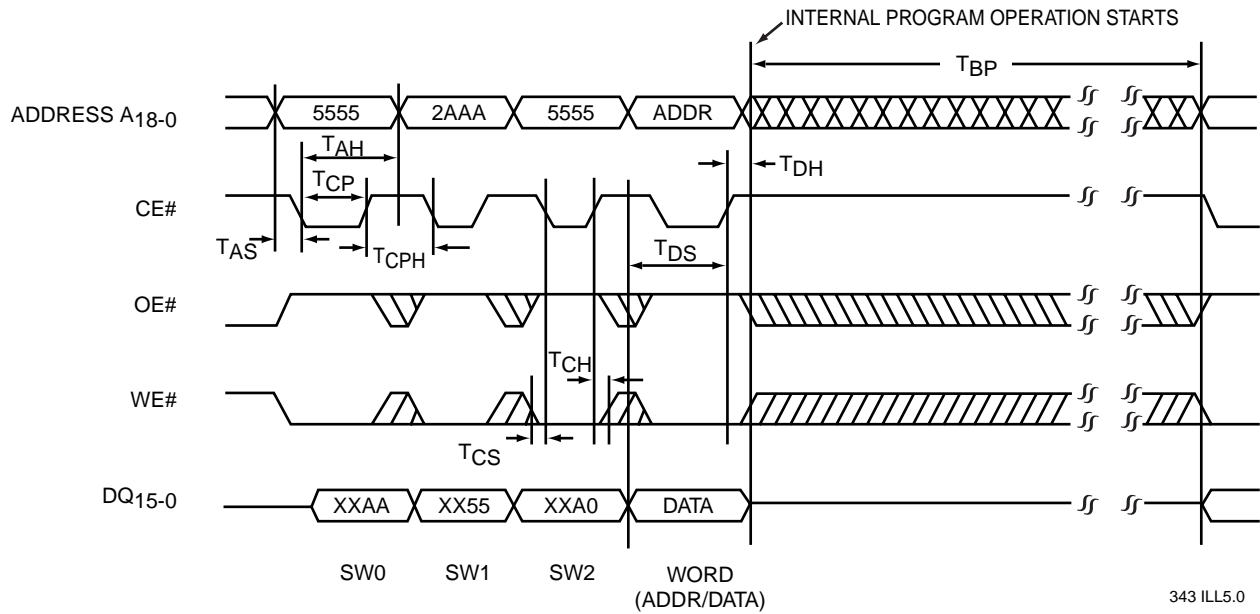 INTERNAL PROGRAM OPERATION STARTS
TBP
ADDRESS A18-0
5555
2AAA
5555
ADDR
TAH
TDH
TCP
CE#
TAS
TCPH
TDS
OE#
TCH
WE#
TCS
DQ15-0
XXAA
XX55
XXA0
DATA
SW0
SW1
SW2
WORD
(ADDR/DATA)
343 ILL5.0